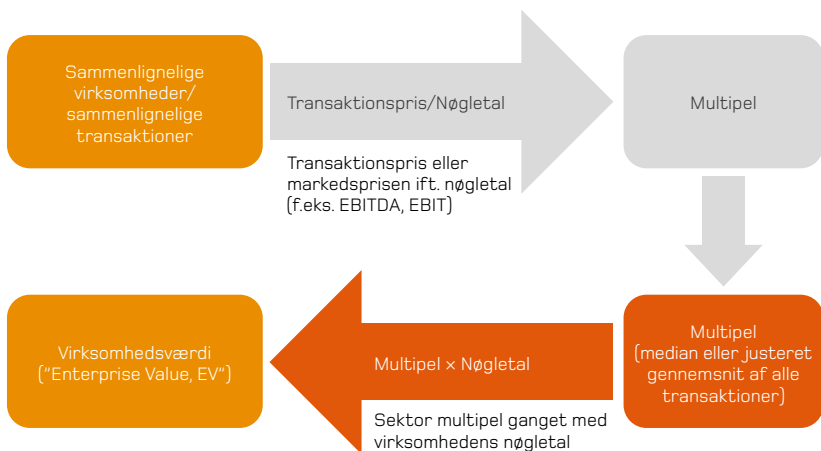 Sammenlignelige
virksomheder/
sammenlignelige
transaktioner
Transaktionspris/Nøgletal
Transaktionspris eller
markedsprisen ift. nøgletal
(f.eks. EBITDA, EBIT)
Multipel
Multipel
(median eller justeret
gennemsnit af alle
transaktioner)
Multipel × Nøgletal
Sektor multipel ganget med
virksomhedens nøgletal
Virksomhedsværdi
("Enterprise Value, EV")